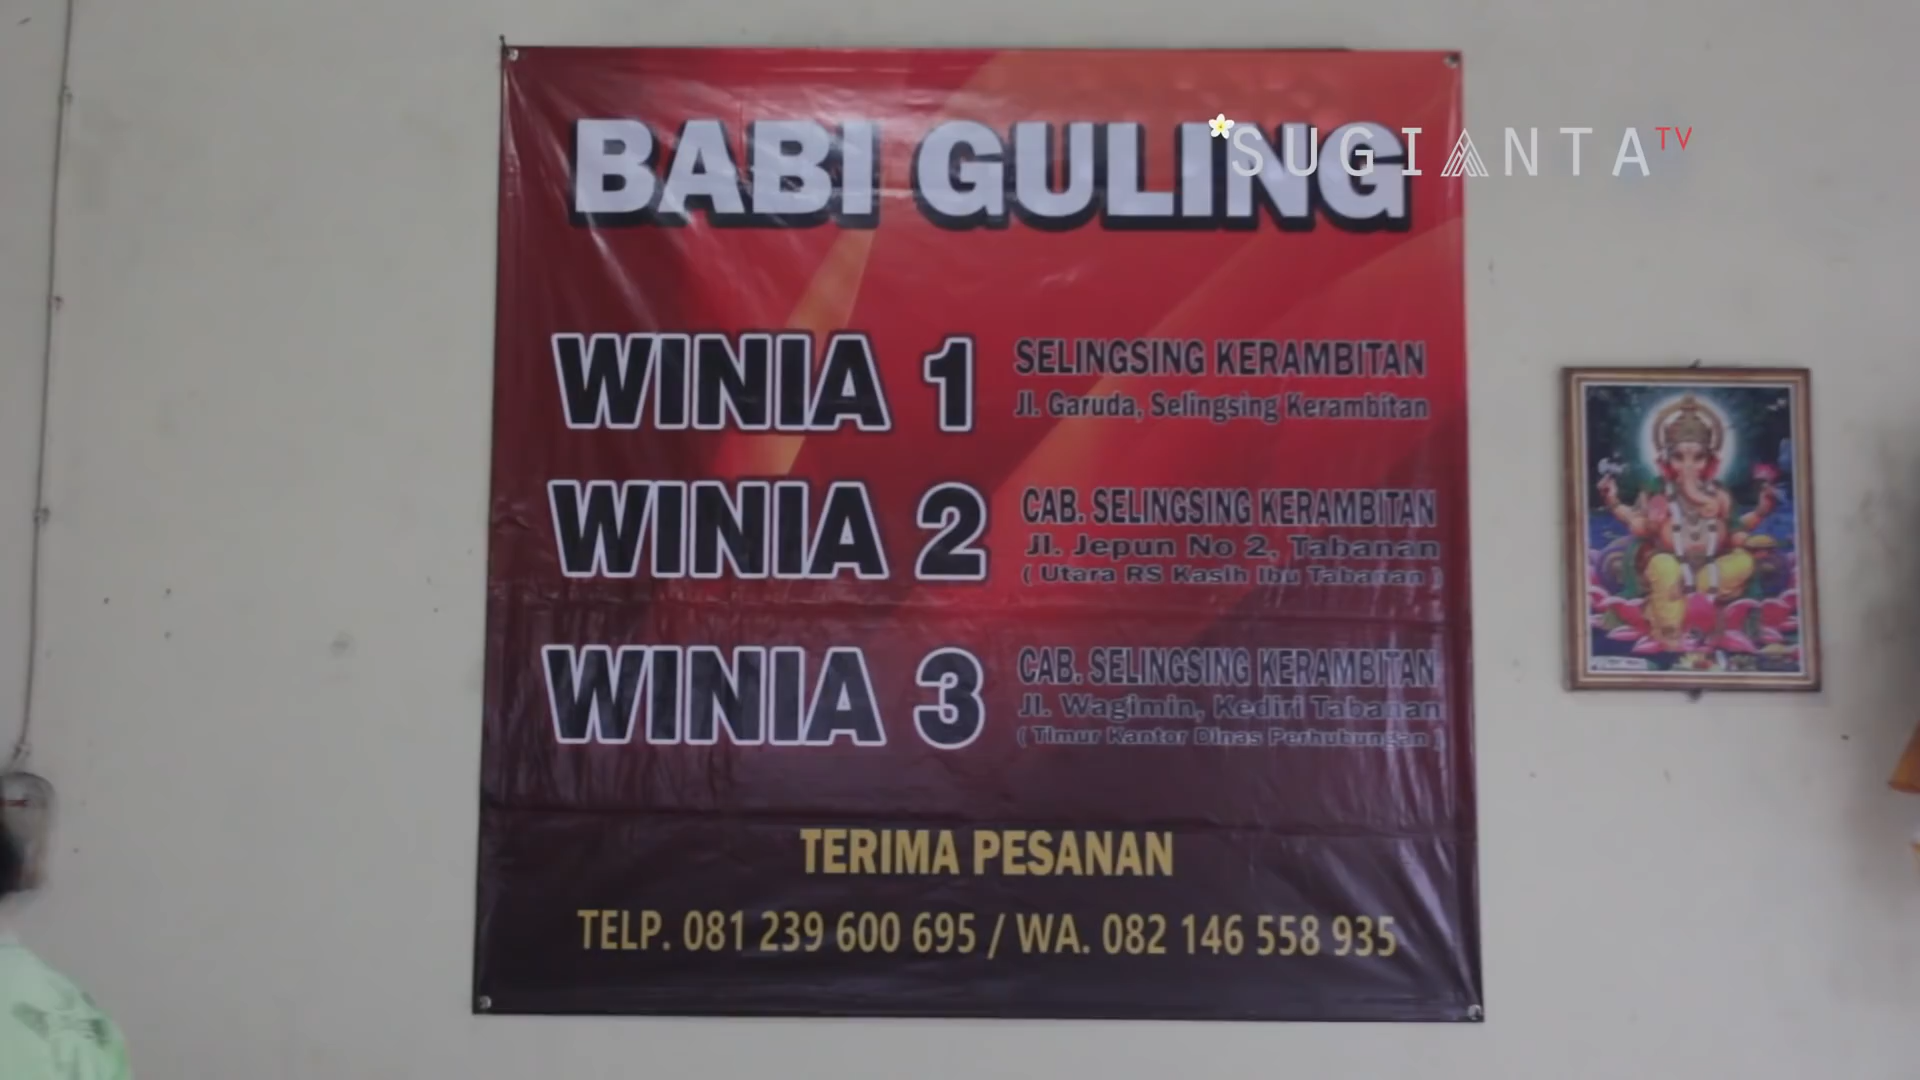 BABI GULING
SUGIANTA TV
WINIA 1
SELINGSING KERAMBITAN
Jl. Garuda, Selingsing Kerambitan
WINIA 2
CAB. SELINGSING KERAMBITAN
Jl. Jepun No 2, Tabanan
( Utara RS Kasih Ibu Tabanan )
WINIA 3
CAB. SELINGSING KERAMBITAN
Jl. Wagimin, Kediri Tabanan
( Timur Kantor Dinas Perhubungan )
TERIMA PESANAN
TELP. 081 239 600 695 / WA. 082 146 558 935